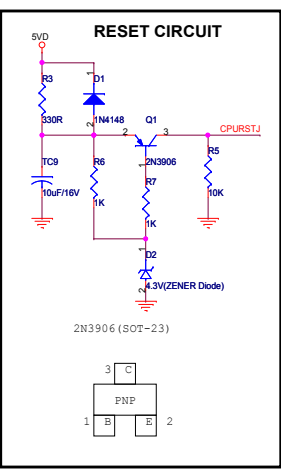 RESET CIRCUIT
5VD
R3
330R
1
D1
1N4148
2
2
Q1
3
CPURSTJ
2N3906
1
R5
10K
TC9
10uF/16V
R6
1K
R7
1K
1
D2
4.3V(ZENER Diode)
2
2N3906(SOT-23)
3 C
PNP
1 B E 2